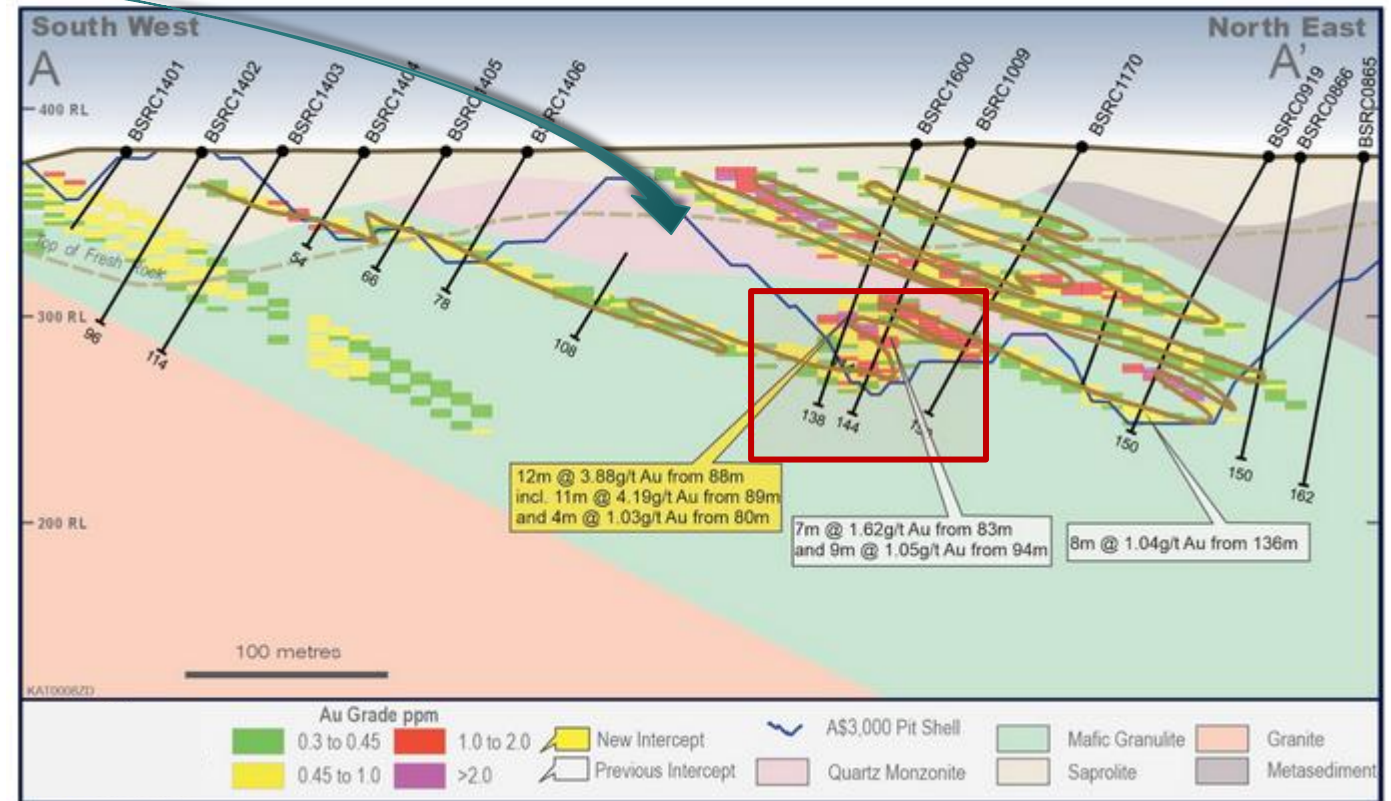 South West
North East
A
A'
BSRC1401
BSRC1402
BSRC1403
BSRC1404
BSRC1405
BSRC1406
BSRC1600
BSRC1009
BSRC1170
BSRC0919
BSRC0866
BSRC0865
400 RL
Top of Fresh Rock
54
66
78
300 RL
96
114
108
138
144
150
150
162
12m @ 3.88g/t Au from 88m
incl. 11m @ 4.19g/t Au from 89m
and 4m @ 1.03g/t Au from 80m
200 RL
7m @ 1.62g/t Au from 83m
and 9m @ 1.05g/t Au from 94m
8m @ 1.04g/t Au from 136m
100 metres
Au Grade ppm
0.3 to 0.45
1.0 to 2.0
New Intercept
A$3,000 Pit Shell
Mafic Granulite
Granite
0.45 to 1.0
>2.0
Previous Intercept
Quartz Monzonite
Saprolite
Metasediment